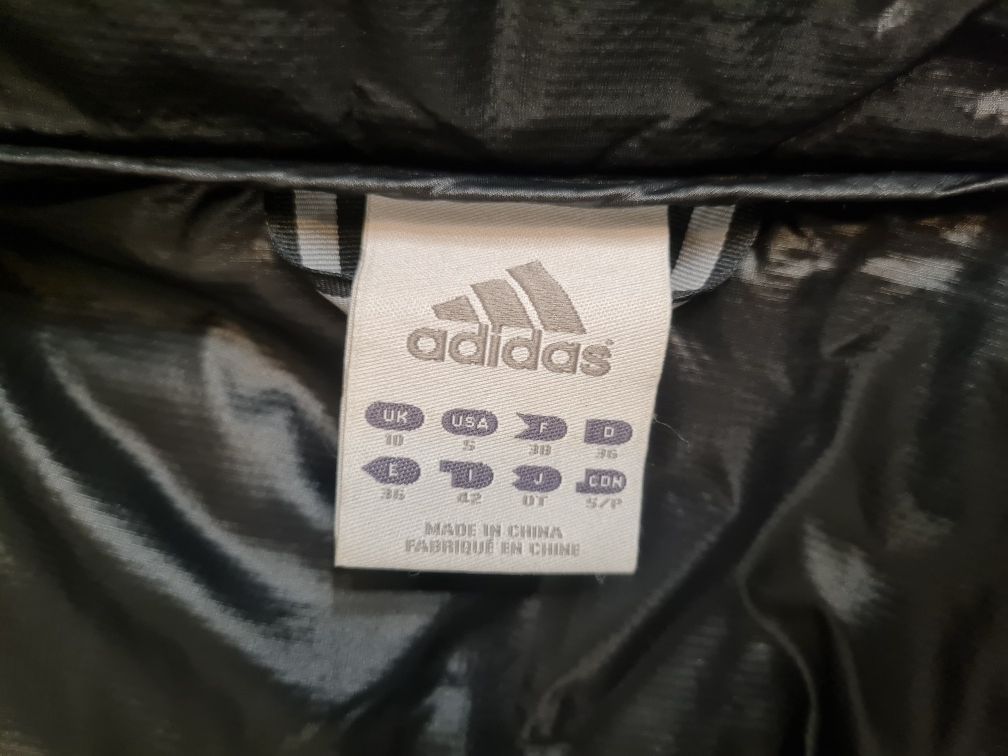 adidas
UK USA F D
10 S 38 36
E I J CDN
36 42 OT S/P
MADE IN CHINA
FABRIQUÉ EN CHINE